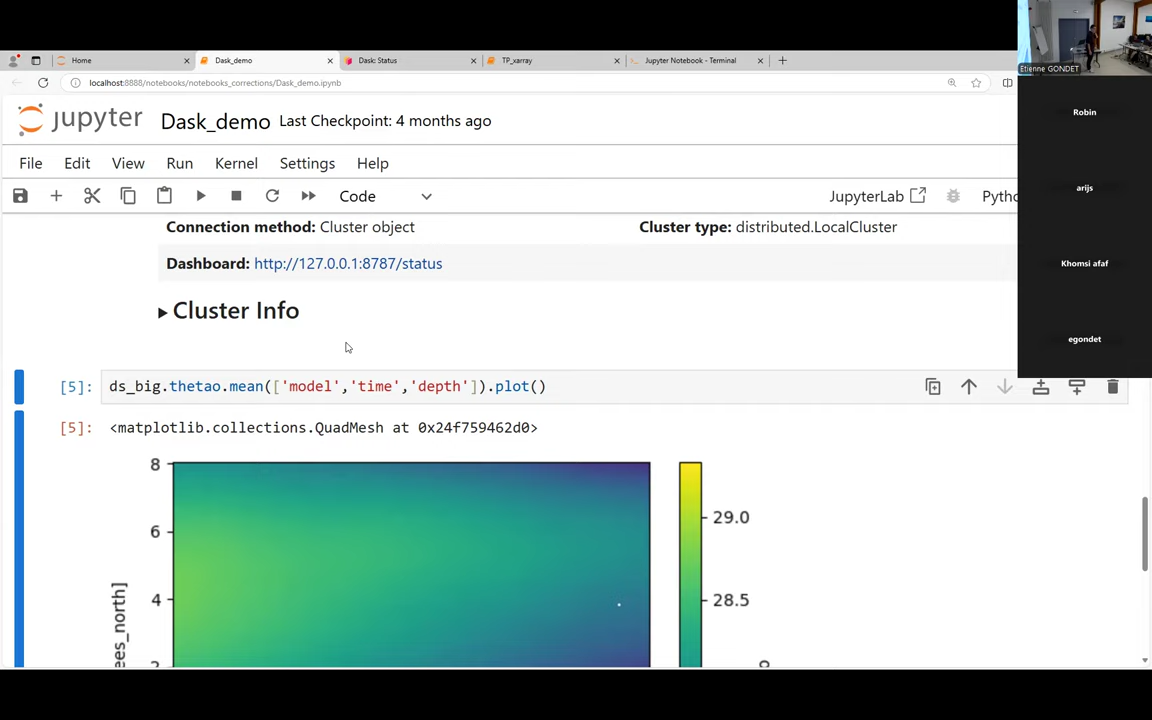 Home
Dask_demo
Dask: Status
TP_xarray
Jupyter Notebook - Terminal
localhost:8888/notebooks/notebooks_corrections/Dask_demo.ipynb
Etienne GONDET
Robin
arijs
Khomsi afaf
egondet
jupyter Dask_demo Last Checkpoint: 4 months ago
File Edit View Run Kernel Settings Help
Code
JupyterLab
Pytho
Connection method: Cluster object
Cluster type: distributed.LocalCluster
Dashboard: http://127.0.0.1:8787/status
Cluster Info
[5]: ds_big.thetao.mean(['model','time','depth']).plot()
[5]: <matplotlib.collections.QuadMesh at 0x24f759462d0>
8
6
4
2
ees_north]
29.0
28.5